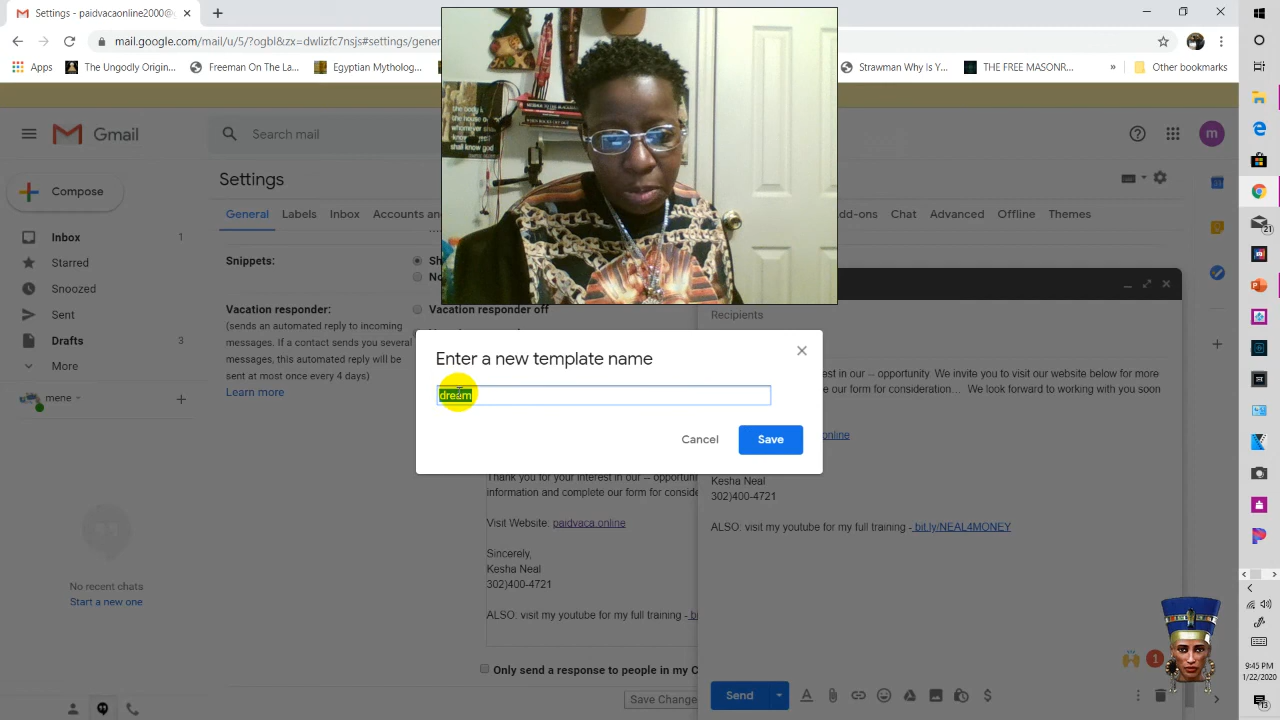 Settings - paidvacaonline2000@
.google.com/mail/
ogbl&zx=dwlizfc7nsjs#settings/gener
Apps
The Ungodly Origin...
Freeman On The La...
Egyptian Mytholog...
Strawman Why Is Y...
THE FREE MASONR...
»
Other bookmarks
Gmail
Search mail
m
Compose
Settings
General
Labels
Inbox
Accounts an
dd-ons
Chat
Advanced
Offline
Themes
Inbox
1
Starred
Snoozed
Sent
Drafts
3
More
Snippets:
No
Vacation responder:
Vacation responder off
(sends an automated reply to incoming
messages. If a contact sends you several
messages, this automated reply will be
sent at most once every 4 days)
Learn more
Recipients
Enter a new template name
dream
Cancel
Save
terest in our -- opportunity. We invite you to visit our website below for more
e our form for consideration. . We look forward to working with you.
online
Kesha Neal
302)400-4721
ALSO: visit my youtube for my full training - bit.ly/NEAL4MONEY
Thank you for your interest in our -- opportuni
information and complete our form for conside
Visit Website: paidvaca.online
Sincerely,
Kesha Neal
302)400-4721
ALSO: visit my youtube for my full training - bi
mental
No recent chats
Start a new one
Only send a response to people in my C
Save Change
Send
1
21
9:45 PM
1/22/2020